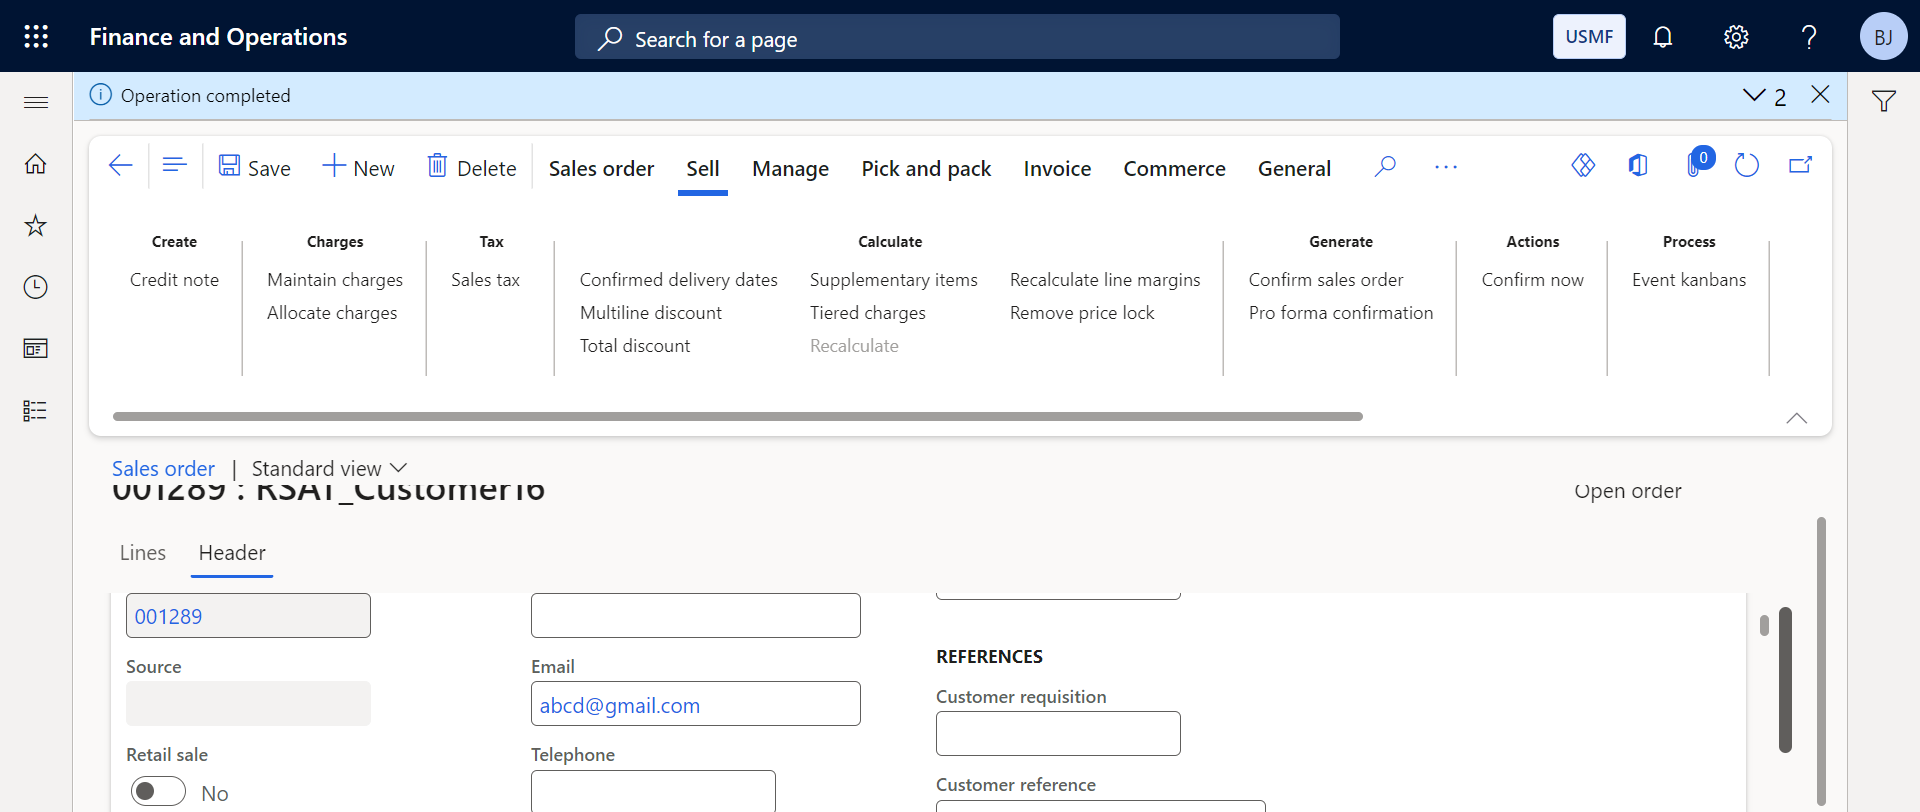 Finance and Operations
Search for a page
USMF
?
BJ
Operation completed
2
Save
New
Delete
Sales order
Sell
Manage
Pick and pack
Invoice
Commerce
General
...
0
Create
Credit note
Charges
Maintain charges
Allocate charges
Tax
Sales tax
Calculate
Confirmed delivery dates
Multiline discount
Total discount
Supplementary items
Tiered charges
Recalculate
Recalculate line margins
Remove price lock
Generate
Confirm sales order
Pro forma confirmation
Actions
Confirm now
Process
Event kanbans
Sales order | Standard view
001289 : RSAT_Customer16
Open order
Lines
Header
001289
Source
Retail sale
No
Email
abcd@gmail.com
Telephone
REFERENCES
Customer requisition
Customer reference